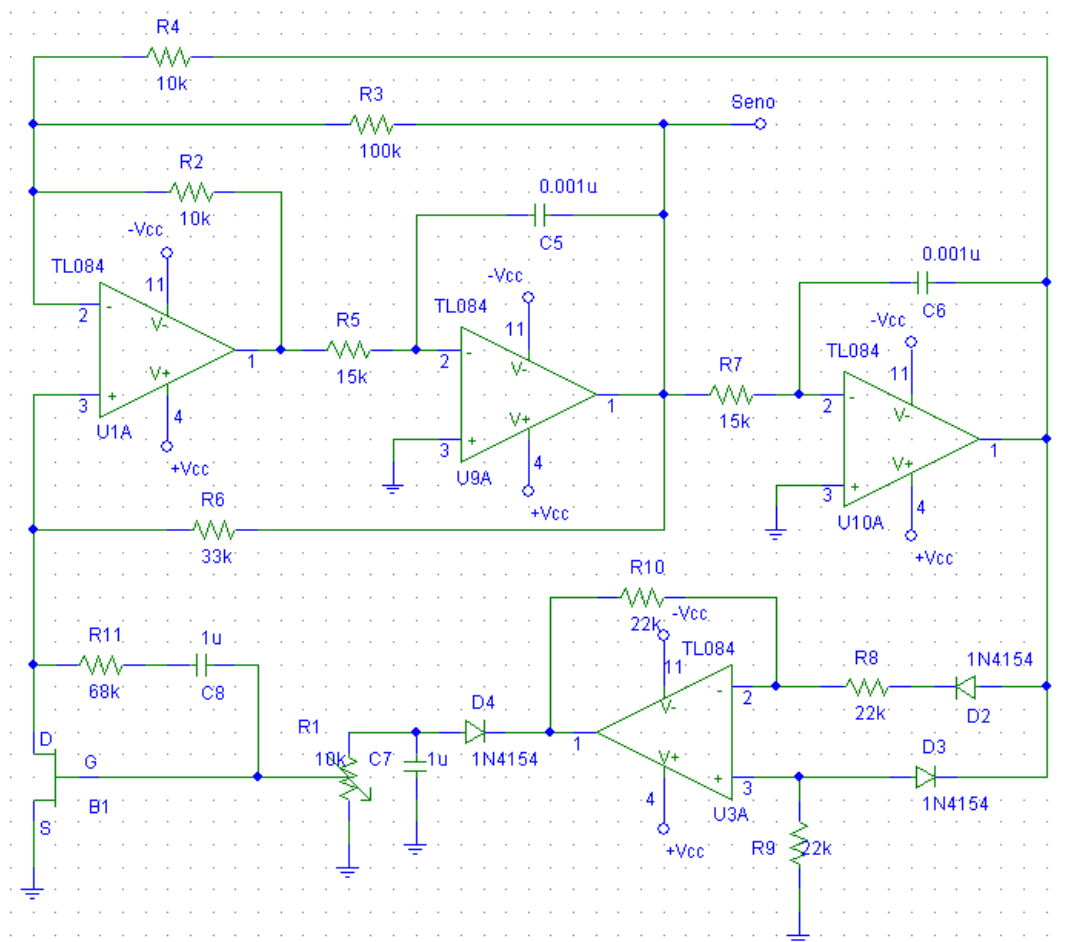 R4
10k
R3
100k
Seno
R2
10k
-Vcc
TL084
11
2
-
V-
V+
3
+
1
4
U1A
+Vcc
R5
15k
0.001u
C5
-Vcc
TL084
11
2
-
V-
V+
3
+
1
4
U9A
+Vcc
R7
15k
0.001u
C6
-Vcc
TL084
11
2
-
V-
V+
3
+
1
4
U10A
+Vcc
R6
33k
R10
22k
-Vcc
TL084
11
2
-
V-
V+
3
+
1
4
U3A
+Vcc
R8
22k
1N4154
D2
D3
1N4154
R9
22k
D4
1N4154
R11
68k
1u
C8
R1
10k
C7
1u
D
G
B1
S